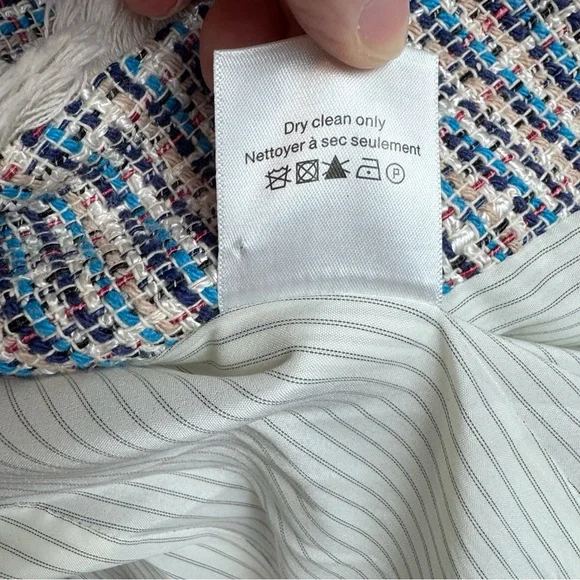 Dry clean only
Nettoyer à sec seulement
P